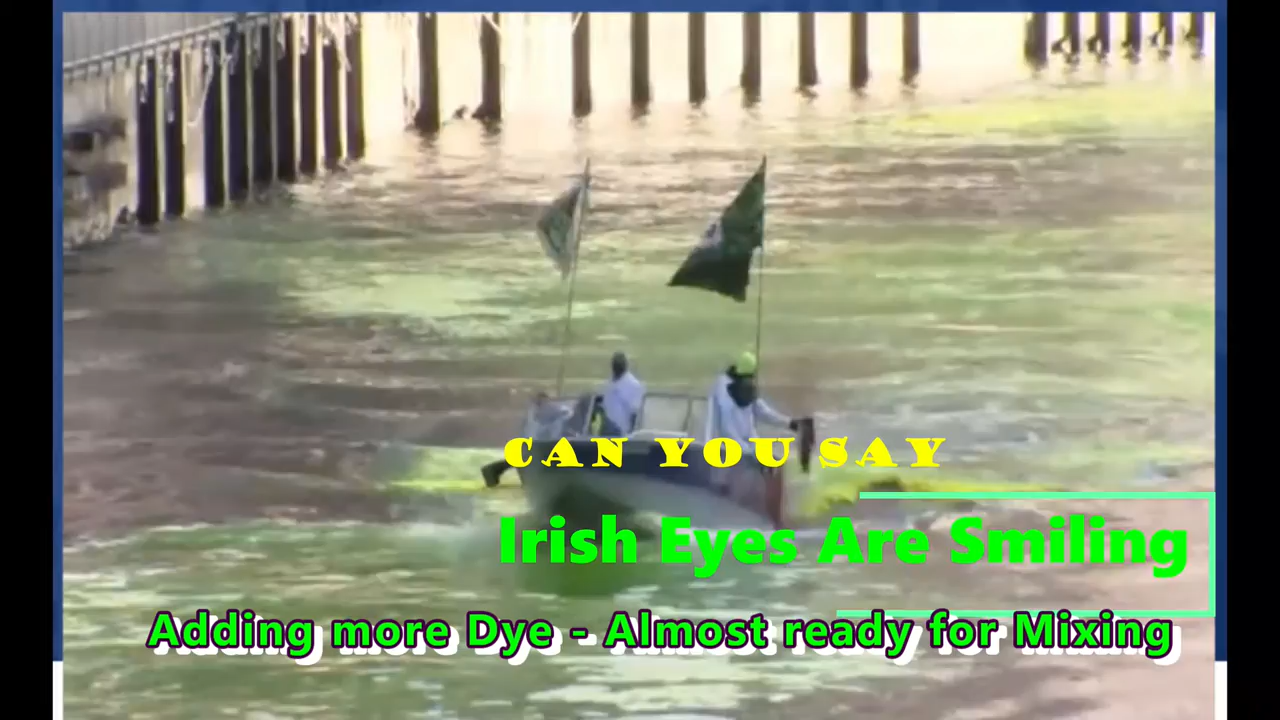 CAN YOU SAY
Irish Eyes Are Smiling
Adding more Dye - Almost ready for Mixing